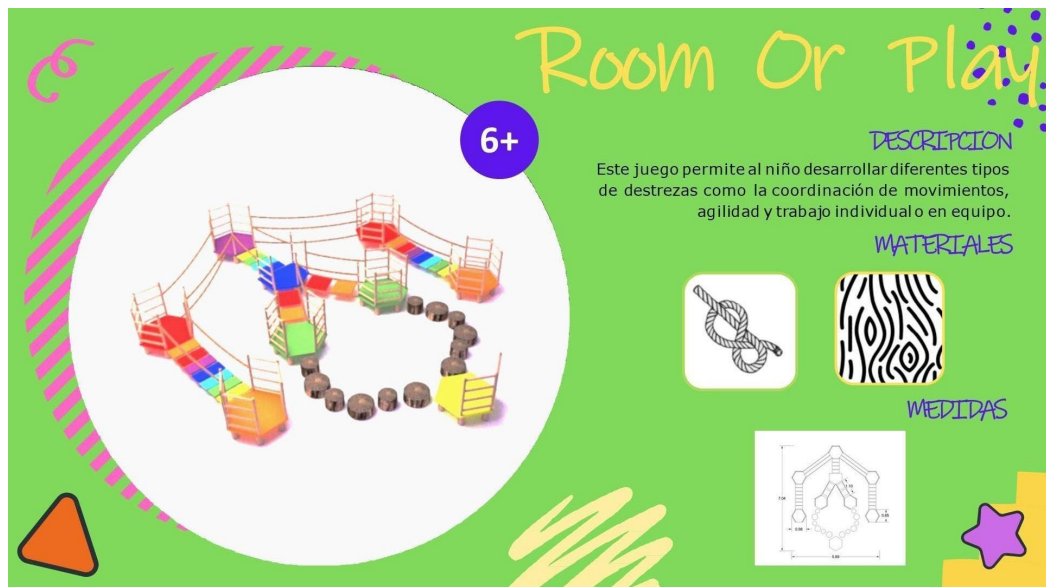 Room Or Play
6+
DESCRIPCION
Este juego permite al niño desarrollar diferentes tipos
de destrezas como la coordinación de movimientos,
agilidad y trabajo individual o en equipo.
MATERIALES
MEDIDAS